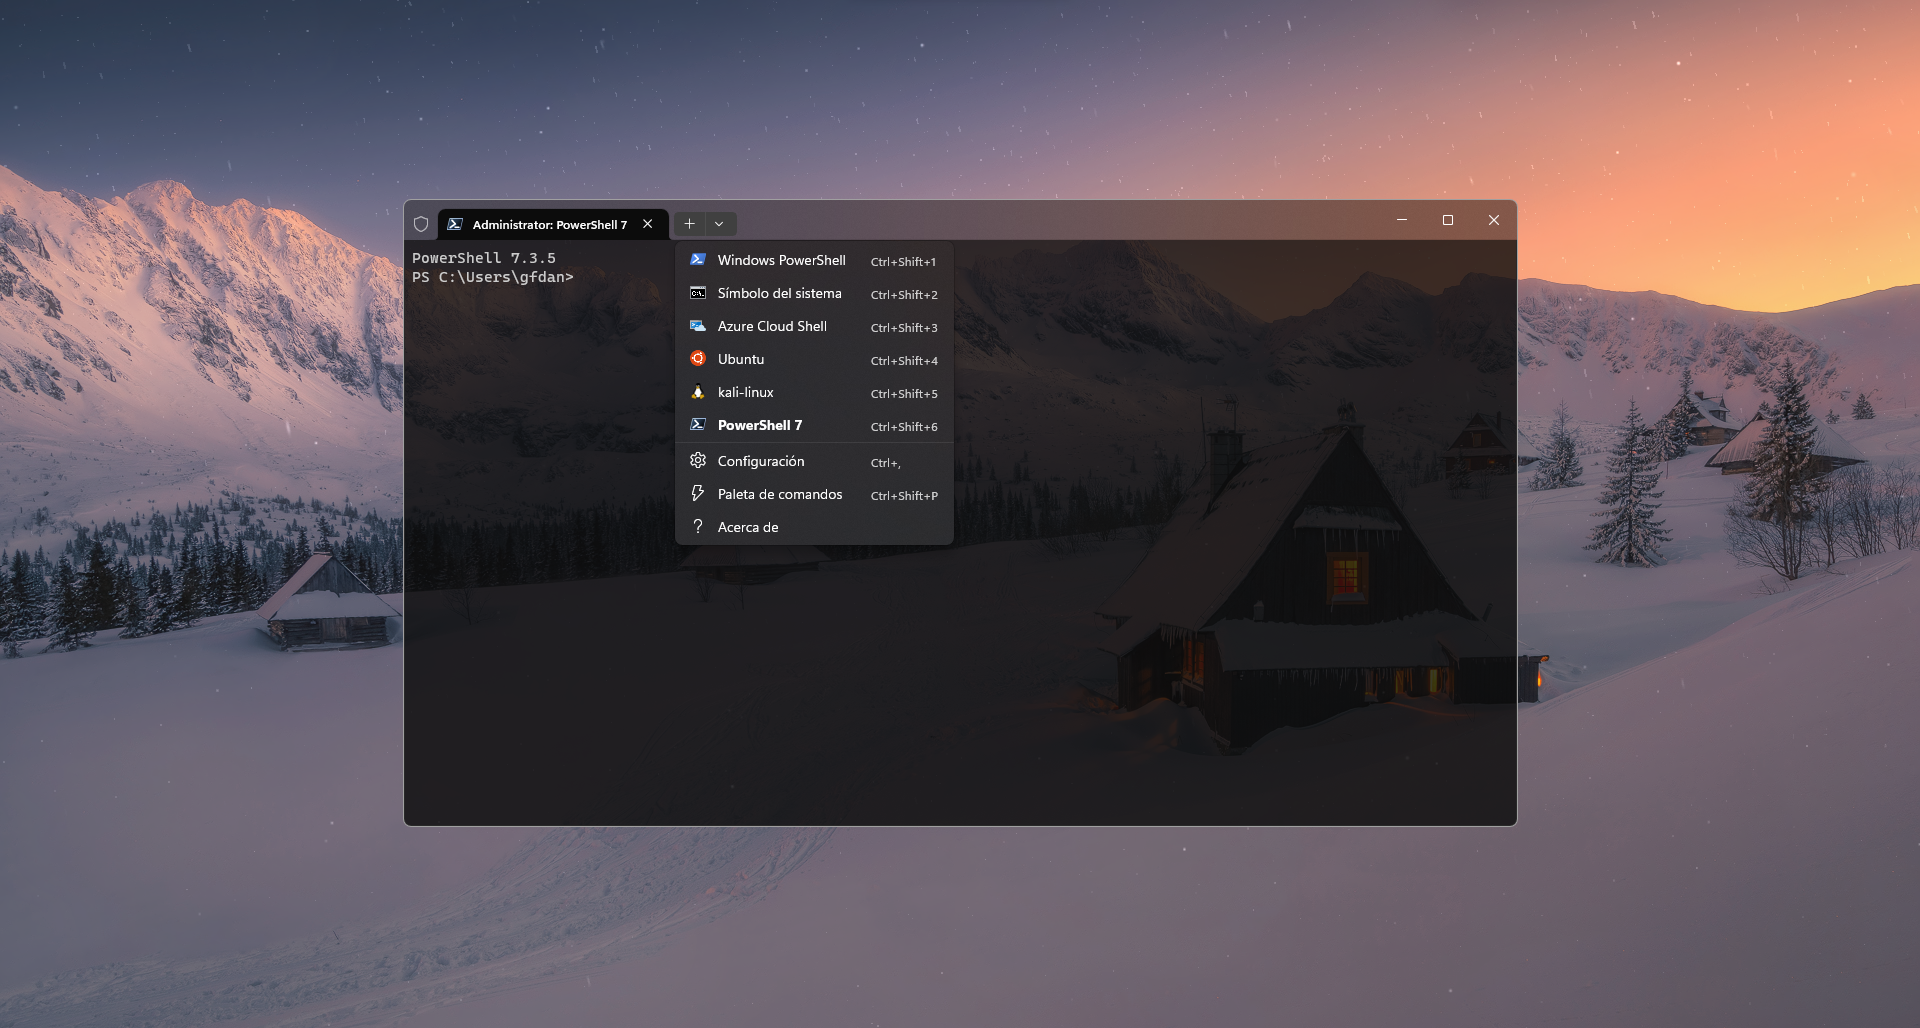 Administrator: PowerShell 7
PowerShell 7.3.5
PS C:\Users\gfdan>
Windows PowerShell Ctrl+Shift+1
Símbolo del sistema Ctrl+Shift+2
Azure Cloud Shell Ctrl+Shift+3
Ubuntu Ctrl+Shift+4
kali-linux Ctrl+Shift+5
PowerShell 7 Ctrl+Shift+6
Configuración Ctrl+,
Paleta de comandos Ctrl+Shift+P
Acerca de